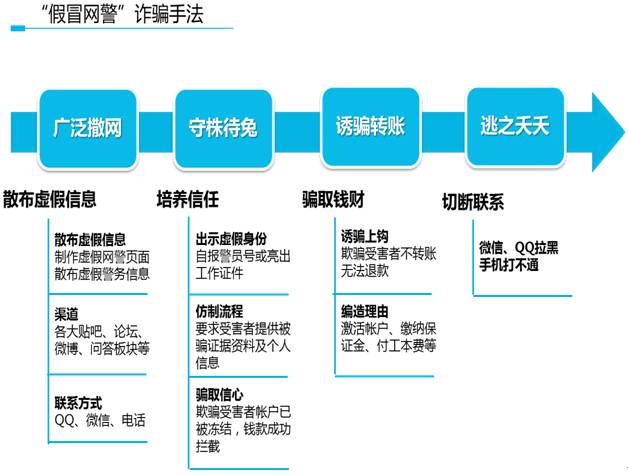 “假冒网警”诈骗手法
广泛撒网
守株待兔
诱骗转账
逃之夭夭
散布虚假信息
散布虚假信息
制作虚假网警页面
散布虚假警务信息
渠道
各大贴吧、论坛、
微博、问答板块等
联系方式
QQ、微信、电话
培养信任
出示虚假身份
自报警员号或亮出
工作证件
仿制流程
要求受害者提供被
骗证据资料及个人
信息
骗取信心
欺骗受害者帐户已
被冻结，钱款成功
拦截
骗取钱财
诱骗上钩
欺骗受害者不转账
无法退款
编造理由
激活帐户、缴纳保
证金、付工本费等
切断联系
微信、QQ拉黑
手机打不通